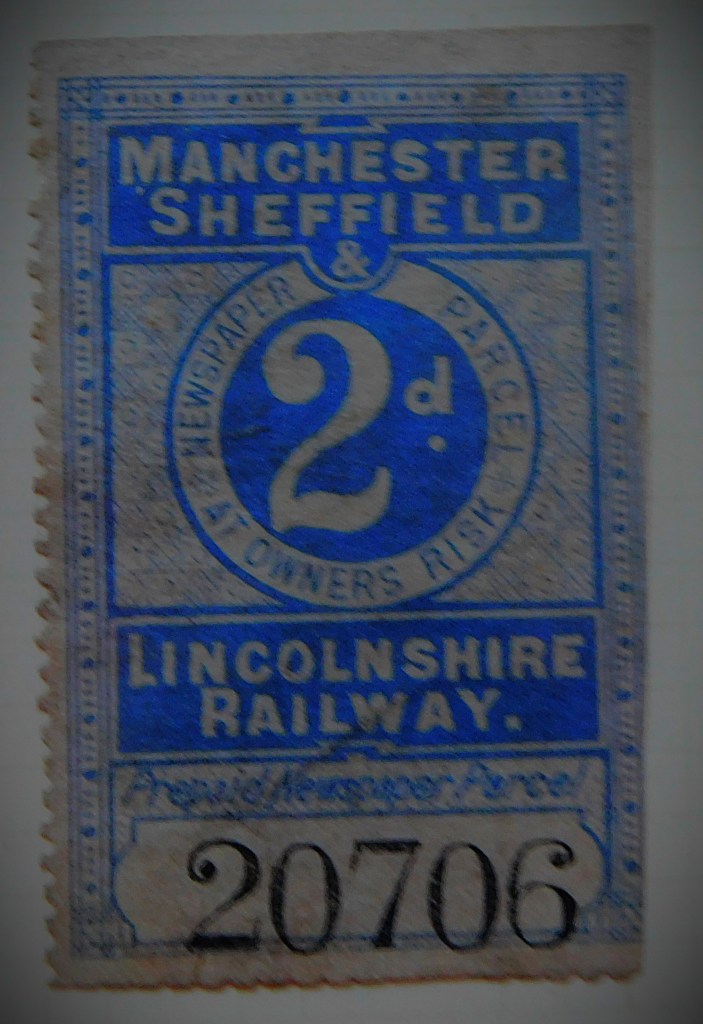 MANCHESTER
SHEFFIELD
&
NEWSPAPER PARCEL
2d.
AT OWNERS RISK
LINCOLNSHIRE
RAILWAY.
Prepaid Newspaper Parcel
20706